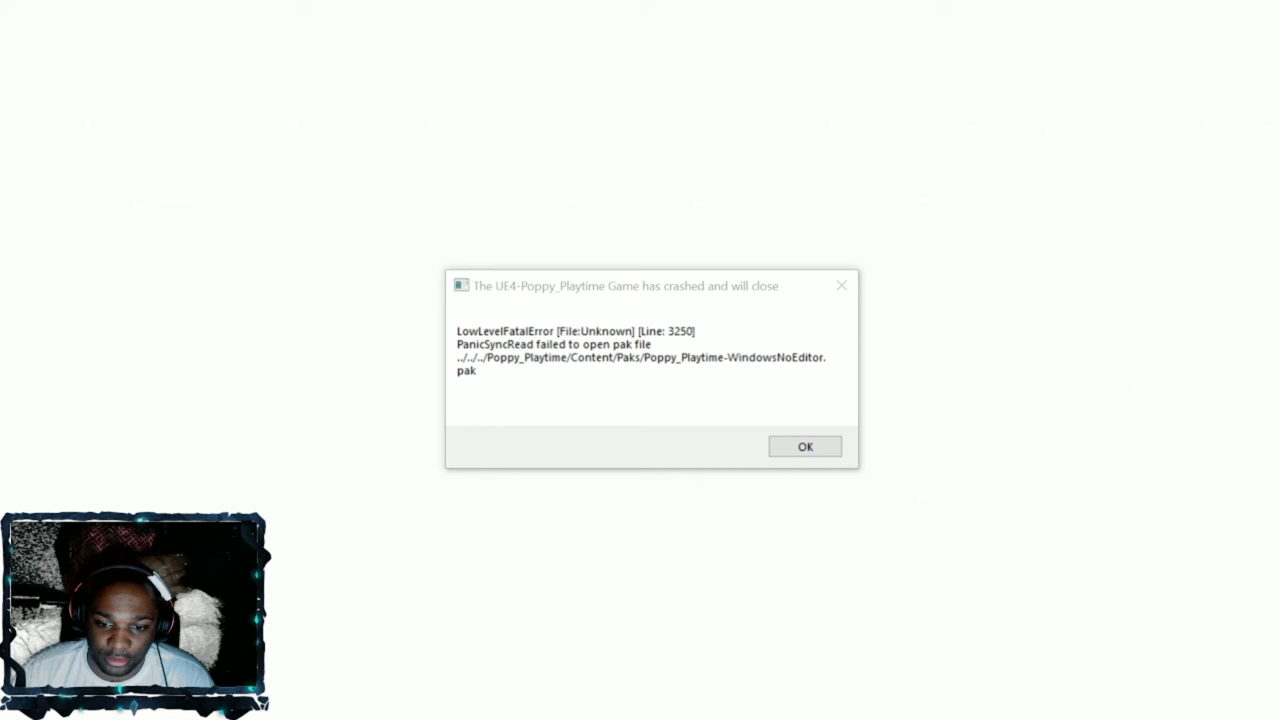 The UE4-Poppy_Playtime Game has crashed and will close
LowLevelFatalError [File:Unknown] [Line: 3250]
PanicSyncRead failed to open pak file
../../../Poppy_Playtime/Content/Paks/Poppy_Playtime-WindowsNoEditor.
pak
OK